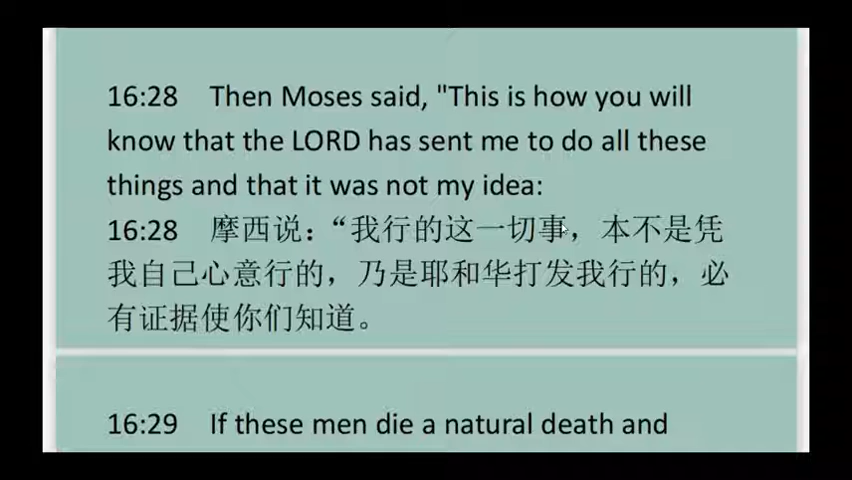 16:28 Then Moses said, "This is how you will
know that the LORD has sent me to do all these
things and that it was not my idea:
16:28 摩西说：“我行的这一切事，本不是凭
我自己心意行的，乃是耶和华打发我行的，必
有证据使你们知道。
16:29 If these men die a natural death and